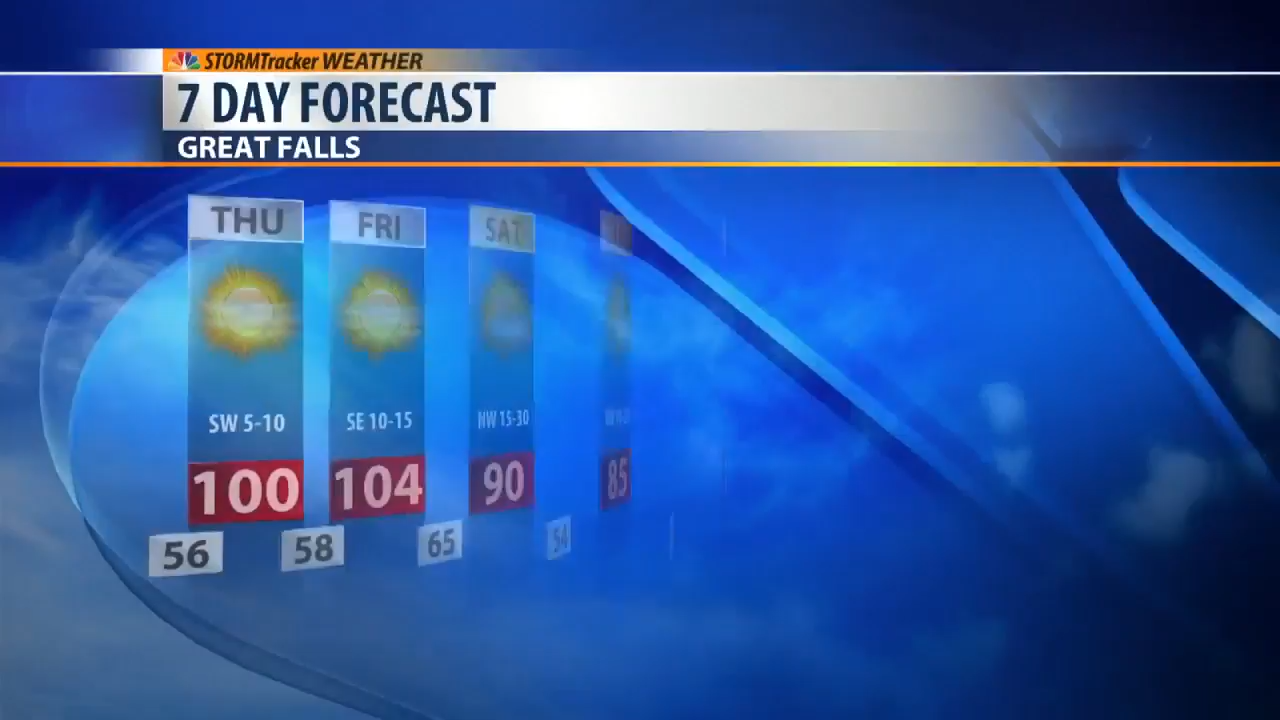 STORMTracker WEATHER
7 DAY FORECAST
GREAT FALLS
THU FRI SAT
SW 5-10 SE 10-15 NW 15-30
100 104 90 85
56 58 65 54